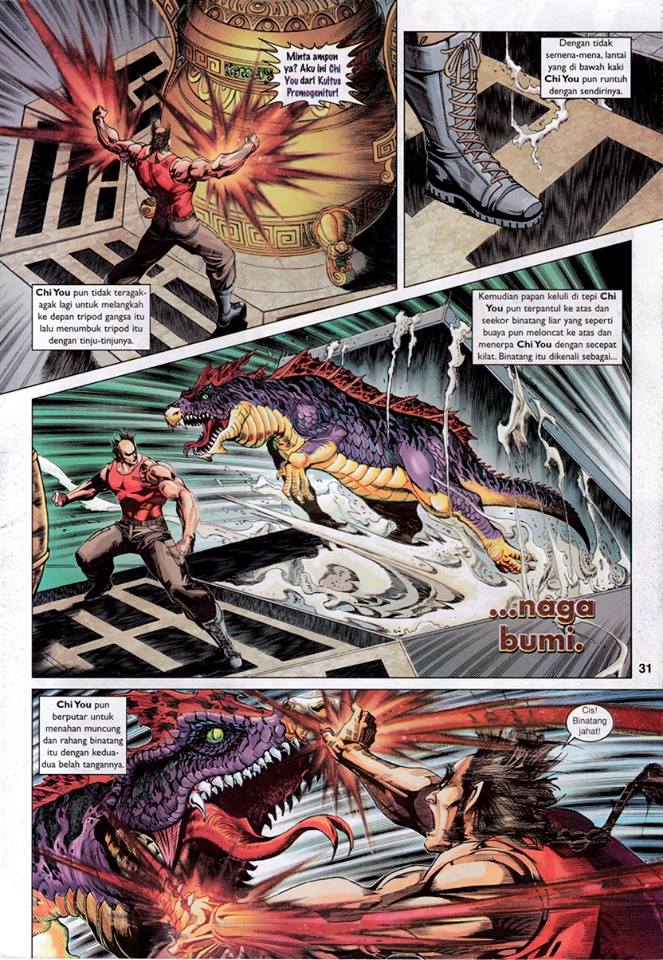 Minta ampun
ya? Aku ini Chi
You dari Kultus
Premogenitur!
Dengan tidak
semena-mena, lantai
yang di bawah kaki
Chi You pun runtuh
dengan sendirinya.
Chi You pun tidak teragak-
agak lagi untuk melangkah
ke depan tripod gangsa itu
lalu menumbuk tripod itu
dengan tinju-tinjunya.
Kemudian papan keluli di tepi Chi
You pun terpantul ke atas dan
seekor binatang liar yang seperti
buaya pun meloncat ke atas dan
menerpa Chi You dengan secepat
kilat. Binatang itu dikenali sebagai...
...naga
bumi.
31
Chi You pun
berputar untuk
menahan muncung
dan rahang binatang
itu dengan kedua-
dua belah tangannya.
Cis!
Binatang
jahat!